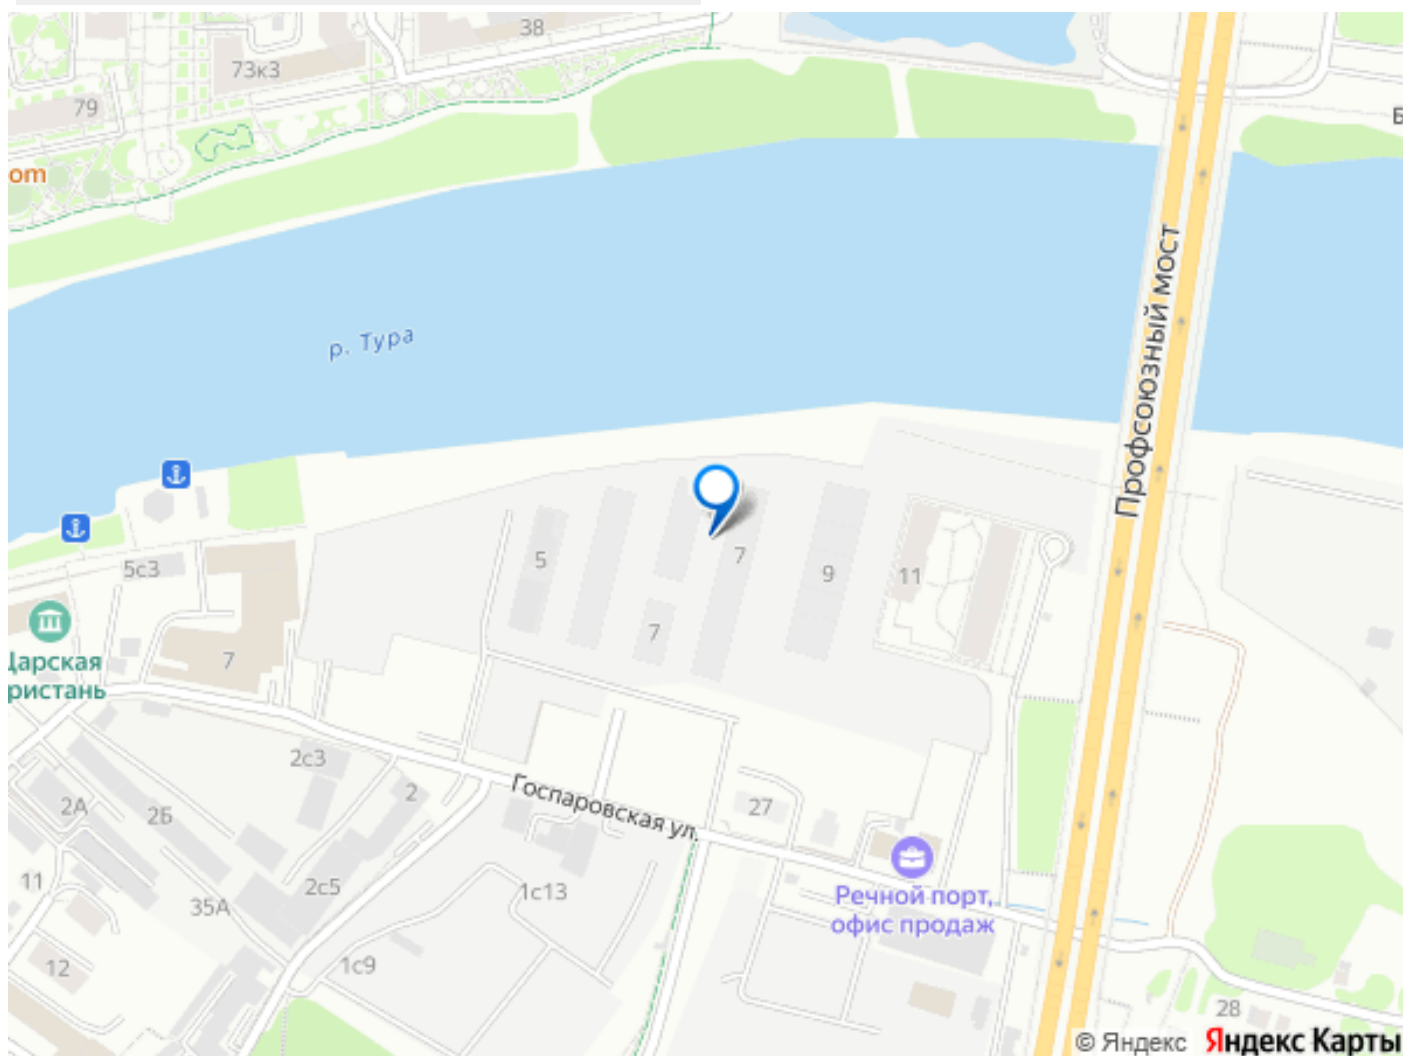 38
73к3
79
om
Б
Профсоюзный мост
р. Тура
5с3
5
7
9
11
7
7
Царская
ристань
2с3
2
Госпаровская ул.
27
2А
2Б
11
2с5
35А
1с13
Речной порт,
офис продаж
12
1с9
28
© Яндекс Яндекс Карты